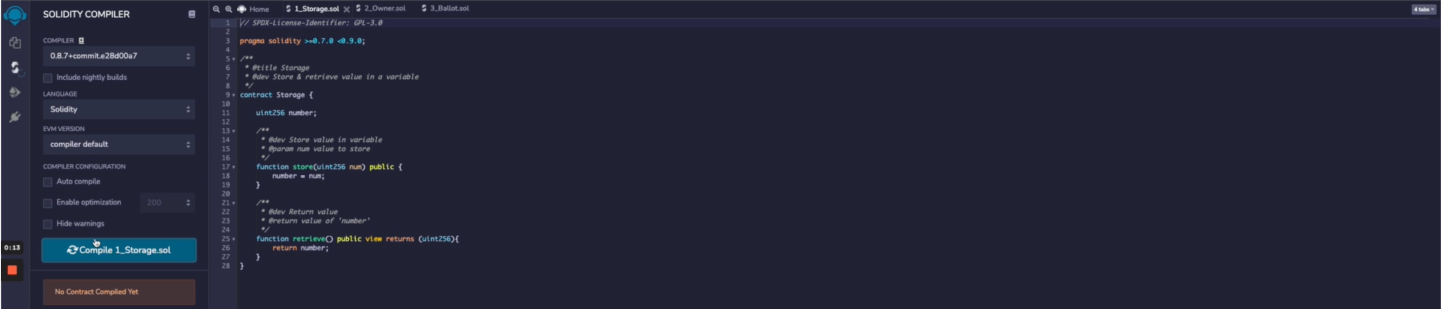 SOLIDITY COMPILER
COMPILER
0.8.7+commit.e28d00a7
Include nightly builds
LANGUAGE
Solidity
EVM VERSION
compiler default
COMPILER CONFIGURATION
Auto compile
Enable optimization 200
Hide warnings
0:13
Compile 1_Storage.sol
No Contract Compiled Yet
Home 1_Storage.sol 2_Owner.sol 3_Ballot.sol 4 tabs
1 // SPDX-License-Identifier: GPL-3.0
2
3 pragma solidity >=0.7.0 <0.9.0;
4
5 /**
6 * @title Storage
7 * @dev Store & retrieve value in a variable
8 */
9 contract Storage {
10
11 uint256 number;
12
13 /**
14 * @dev Store value in variable
15 * @param num value to store
16 */
17 function store(uint256 num) public {
18 number = num;
19 }
20
21 /**
22 * @dev Return value
23 * @return value of 'number'
24 */
25 function retrieve() public view returns (uint256){
26 return number;
27 }
28 }